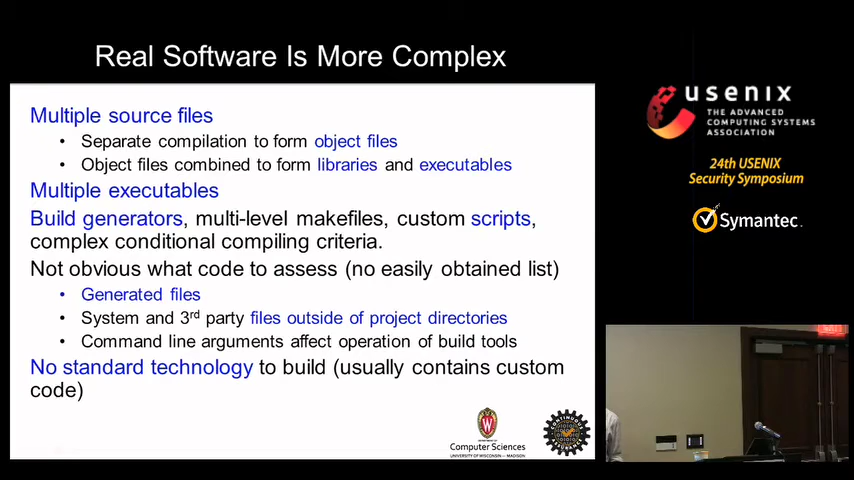 Real Software Is More Complex
Multiple source files
• Separate compilation to form object files
• Object files combined to form libraries and executables
Multiple executables
Build generators, multi-level makefiles, custom scripts,
complex conditional compiling criteria.
Not obvious what code to assess (no easily obtained list)
• Generated files
• System and 3rd party files outside of project directories
• Command line arguments affect operation of build tools
No standard technology to build (usually contains custom
code)
W
Computer Sciences
UNIVERSITY OF WISCONSIN — MADISON
usenix
THE ADVANCED
COMPUTING SYSTEMS
ASSOCIATION
24th USENIX
Security Symposium
Symantec.